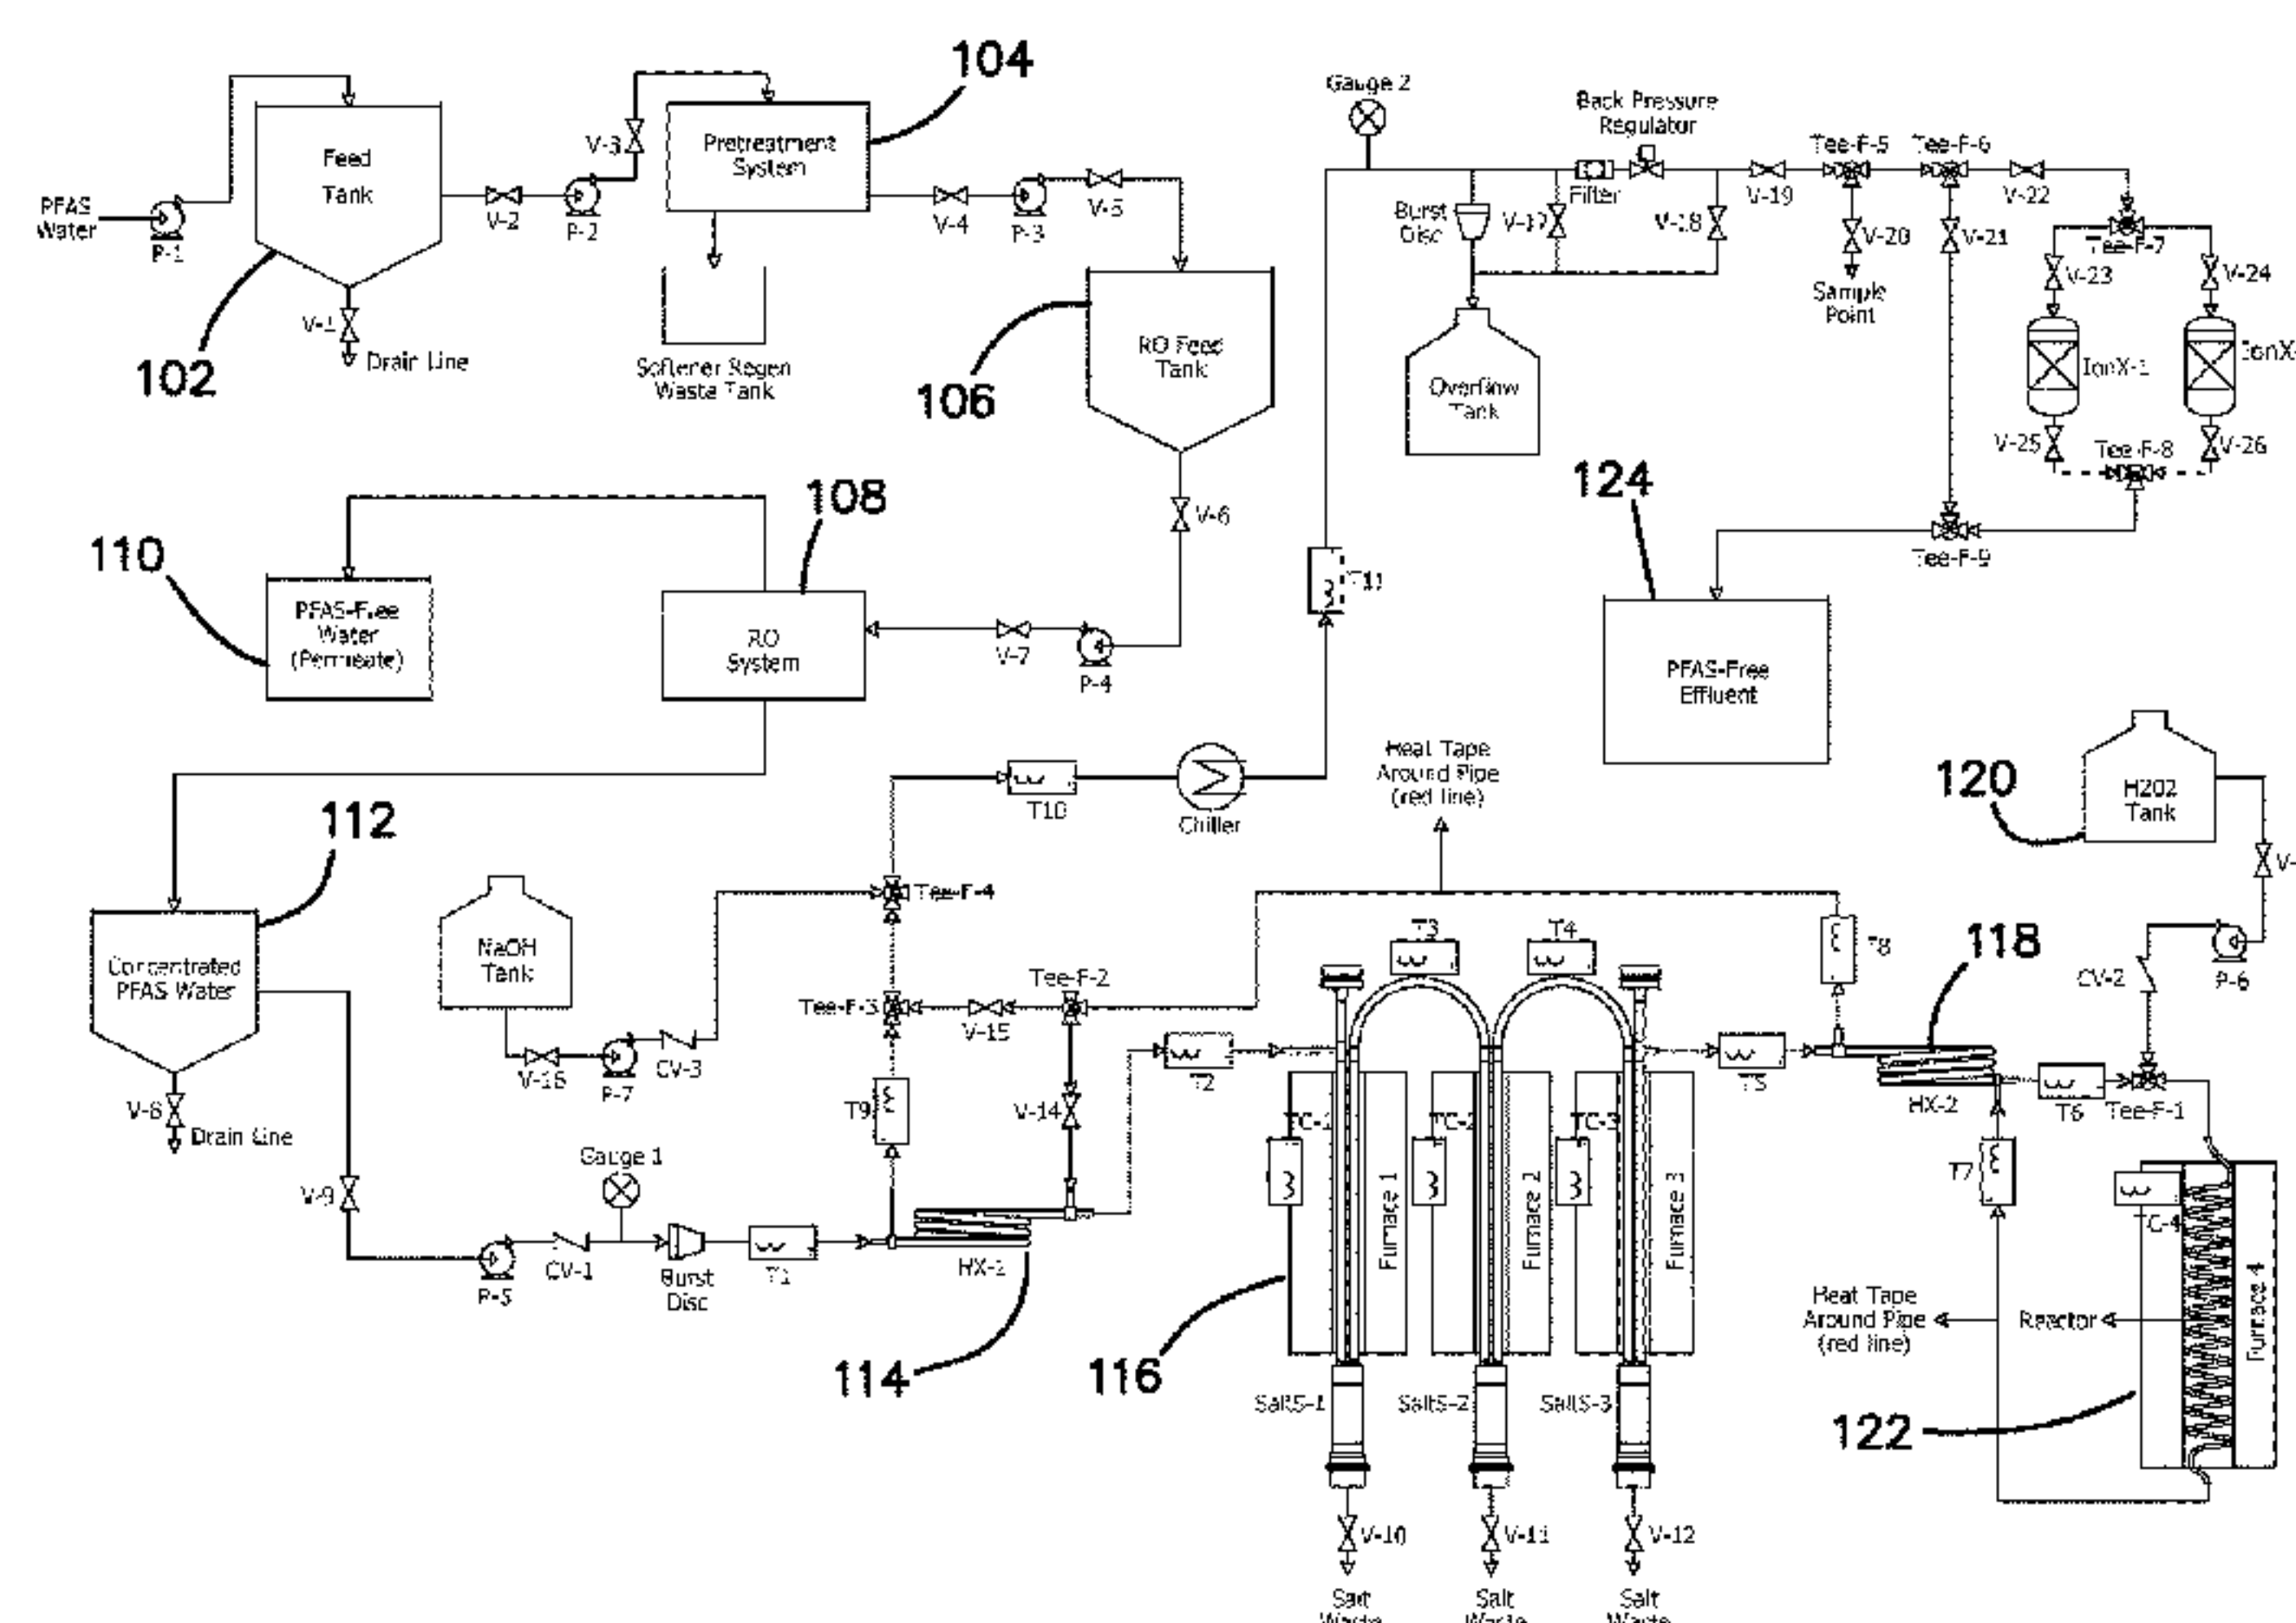 PFAS
Water
P-1
Feed
Tank
V-1
Drain Line
102
V-2
P-2
V-3
Pretreatment
System
104
Softener Regen
Waste Tank
V-4
P-3
V-5
RO Feed
Tank
106
V-6
V-7
P-4
108
RO
System
110
PFAS-Free
Water
(Permeate)
112
Concentrated
PFAS Water
V-8
Drain Line
V-9
P-5
CV-1
Gauge 1
Burst
Disc
T1
HX-1
114
NaOH
Tank
V-16
P-7
CV-3
Tee-F-4
Tee-F-3
V-15
Tee-F-2
V-14
T9
T10
Chiller
T11
Gauge 2
Burst
Disc
V-17
Filter
Back Pressure
Regulator
V-18
Overflow
Tank
V-19
Tee-F-5
V-20
Sample
Point
Tee-F-6
V-21
V-22
Tee-F-7
V-23
V-24
IonX-1
IonX-
V-25
V-26
Tee-F-8
Tee-F-9
124
PFAS-Free
Effluent
Heat Tape
Around Pipe
(red line)
120
H2O2
Tank
V-
P-6
CV-2
T2
T3
T4
T5
T8
118
HX-2
T6
Tee-F-1
T7
TC-1
TC-2
TC-3
TC-4
Furnace 1
Furnace 2
Furnace 3
Furnace 4
116
SaltS-1
SaltS-2
SaltS-3
Heat Tape
Around Pipe
(red line)
Reactor
122
V-10
V-11
V-12
Salt
Waste
Salt
Waste
Salt
Waste